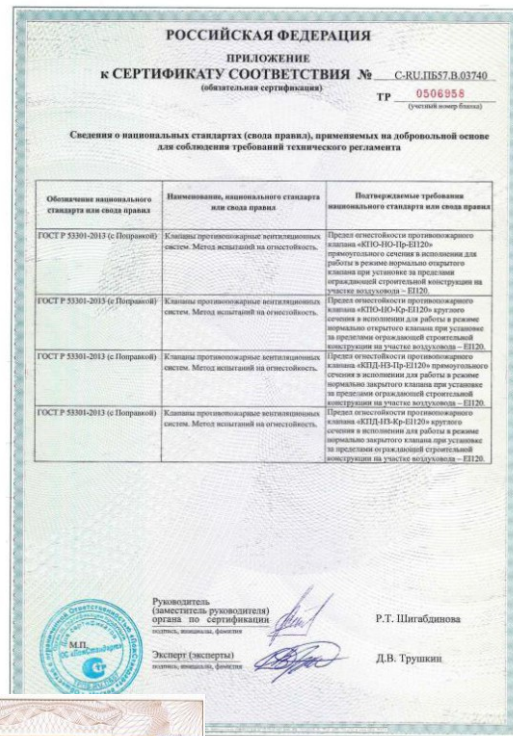 РОССИЙСКАЯ ФЕДЕРАЦИЯ
ПРИЛОЖЕНИЕ
к СЕРТИФИКАТУ СООТВЕТСТВИЯ № C-RU.ПБ57.В.03740
(обязательная сертификация)
ТР 0506958
(учетный номер бланка)
Сведения о национальных стандартах (свода правил), применяемых на добровольной основе
для соблюдения требований технического регламента
Обозначение национального
стандарта или свода правил
Наименование, национального стандарта
или свода правил
Подтверждаемые требования
национального стандарта или свода правил
ГОСТ Р 53301-2013 (с Поправкой)
Клапаны противопожарные вентиляционных
систем. Метод испытаний на огнестойкость.
Предел огнестойкости противопожарного
клапана «КПО-НО-Пр-EI120»
прямоугольного сечения в исполнении для
работы в режиме нормально открытого
клапана при установке за пределами
ограждающей строительной конструкции на
участке воздуховода – EI120.
ГОСТ Р 53301-2013 (с Поправкой)
Клапаны противопожарные вентиляционных
систем. Метод испытаний на огнестойкость.
Предел огнестойкости противопожарного
клапана «КПО-НО-Кр-EI120» круглого
сечения в исполнении для работы в режиме
нормально открытого клапана при установке
за пределами ограждающей строительной
конструкции на участке воздуховода – EI120.
ГОСТ Р 53301-2013 (с Поправкой)
Клапаны противопожарные вентиляционных
систем. Метод испытаний на огнестойкость.
Предел огнестойкости противопожарного
клапана «КПД-НЗ-Пр-EI120» прямоугольного
сечения в исполнении для работы в режиме
нормально закрытого клапана при установке
за пределами ограждающей строительной
конструкции на участке воздуховода – EI120.
ГОСТ Р 53301-2013 (с Поправкой)
Клапаны противопожарные вентиляционных
систем. Метод испытаний на огнестойкость.
Предел огнестойкости противопожарного
клапана «КПД-НЗ-Кр-EI120» круглого
сечения в исполнении для работы в режиме
нормально закрытого клапана при установке
за пределами ограждающей строительной
конструкции на участке воздуховода – EI120.
Руководитель
(заместитель руководителя)
органа по сертификации
подпись, инициалы, фамилия
Р.Т. Шигабдинова
М.П.
Эксперт (эксперты)
подпись, инициалы, фамилия
Д.В. Трушкин